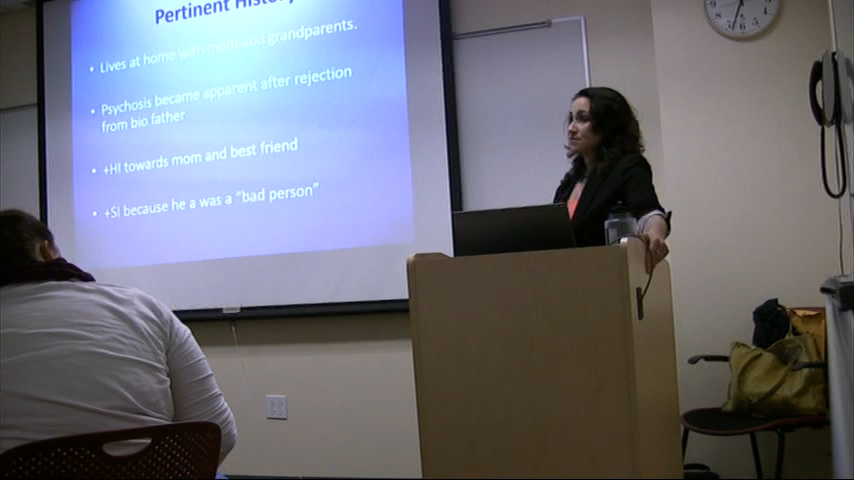 Pertinent History
• Lives at home with mom and grandparents.
• Psychosis became apparent after rejection
from bio father
• +HI towards mom and best friend
• +SI because he a was a “bad person”